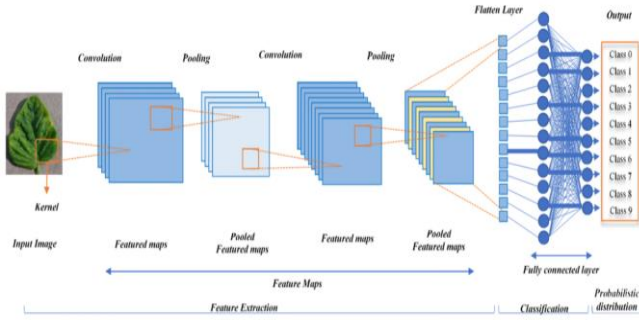 Flatten Layer
Output
Convolution
Pooling
Convolution
Pooling
Class 0
Class 1
Class 2
Class 3
Class 4
Class 5
Class 6
Class 7
Class 8
Class 9
Kernel
Input Image
Featured maps
Pooled
Featured maps
Featured maps
Pooled
Featured maps
Feature Maps
Fully connected layer
Feature Extraction
Classification
Probabilistic
distribution